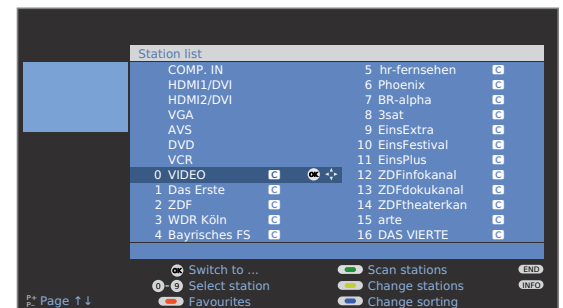 Station list
COMP. IN
HDMI1/DVI
HDMI2/DVI
VGA
AVS
DVD
VCR
0 VIDEO C OK
1 Das Erste C
2 ZDF C
3 WDR Köln C
4 Bayrisches FS C
5 hr-fernsehen C
6 Phoenix C
7 BR-alpha C
8 3sat C
9 EinsExtra C
10 EinsFestival C
11 EinsPlus C
12 ZDFinfokanal C
13 ZDFdokukanal C
14 ZDFtheaterkan C
15 arte C
16 DAS VIERTE C
OK Switch to ...
0-9 Select station
Favourites
Scan stations
Change stations
Change sorting
END
INFO
P+
P- Page ↑↓